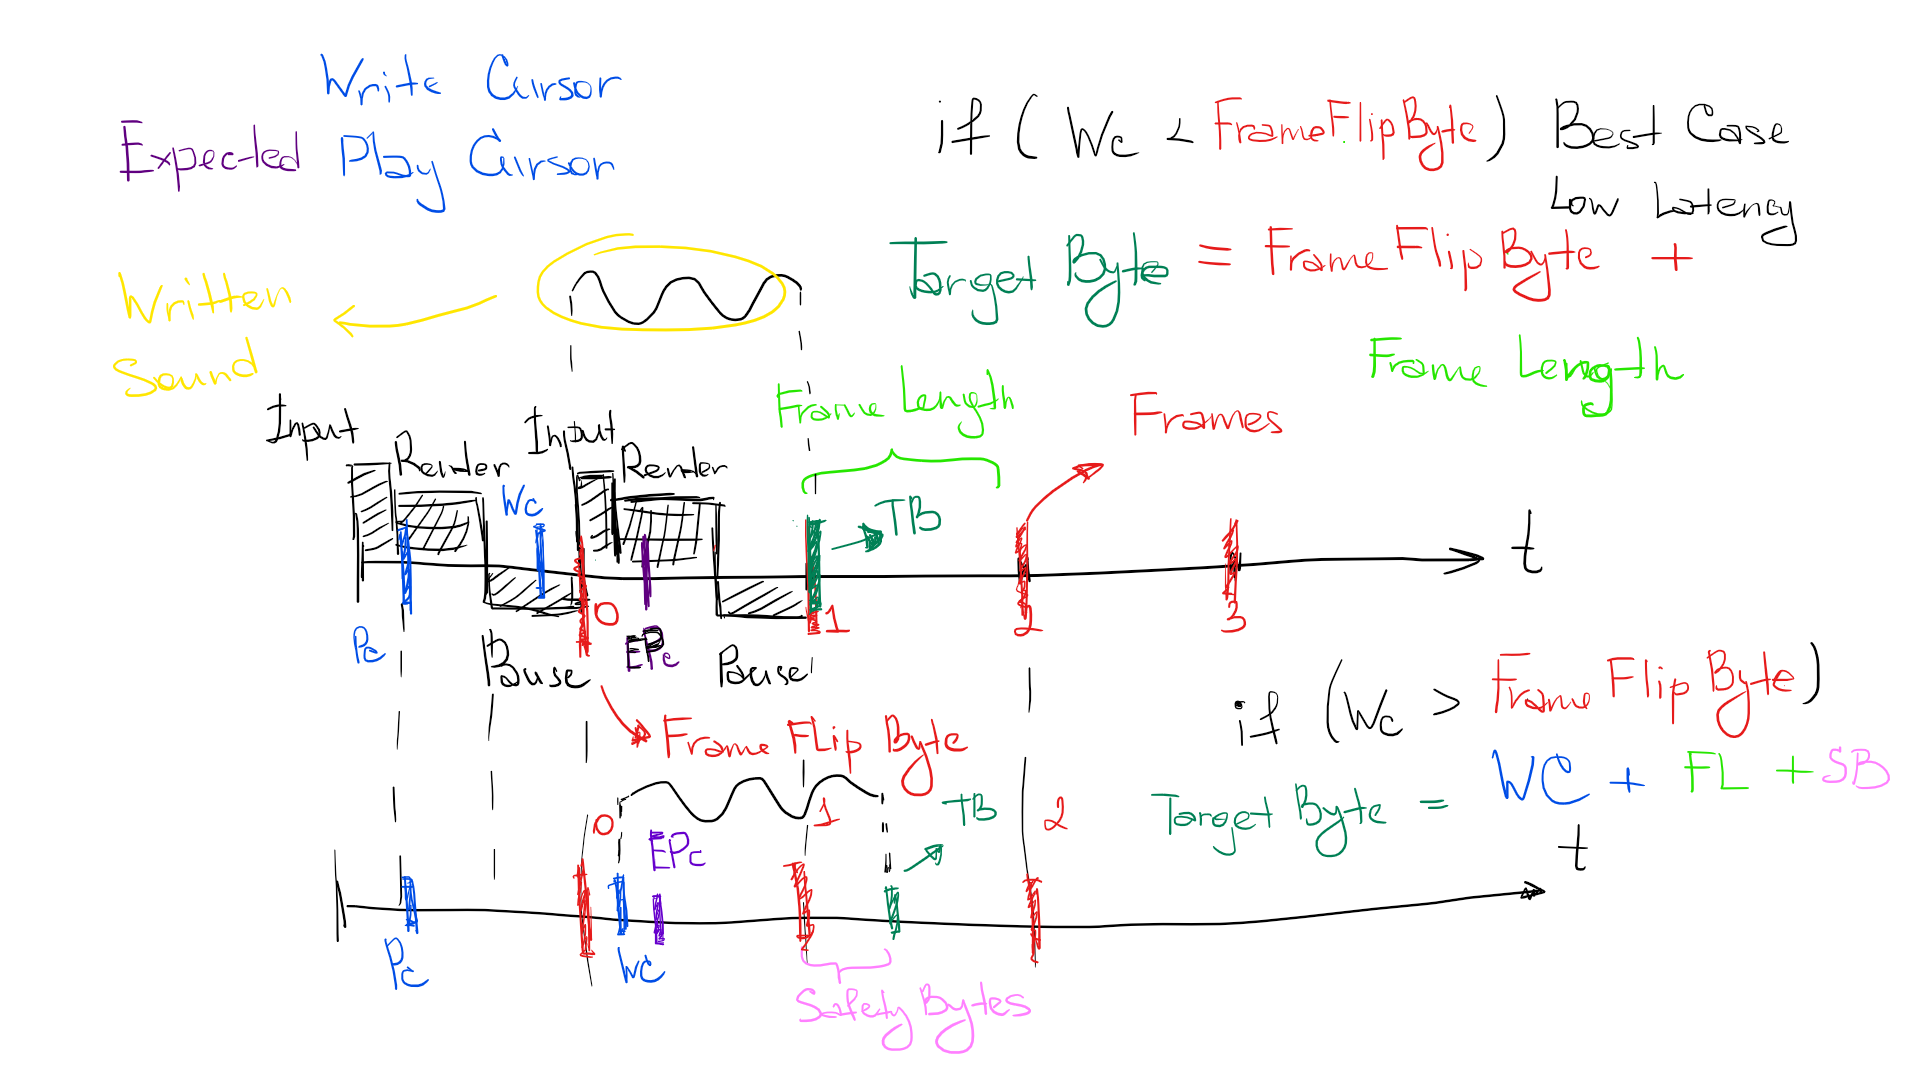 Write Cursor
Expected Play Cursor
if ( Wc < FrameFlipByte) Best Case
Low Latency
Target Byte = Frame Flip Byte +
Frame Length
Written
Sound
Input
Render
Input
Render
Frame Length
Frames
Wc
TB
t
Pc
0
1
2
3
Pause
EPc
Pause
Frame FLip Byte
if (Wc > Frame Flip Byte)
Target Byte = WC + FL + SB
0
1
2
TB
EPc
t
Pc
WC
Safety Bytes